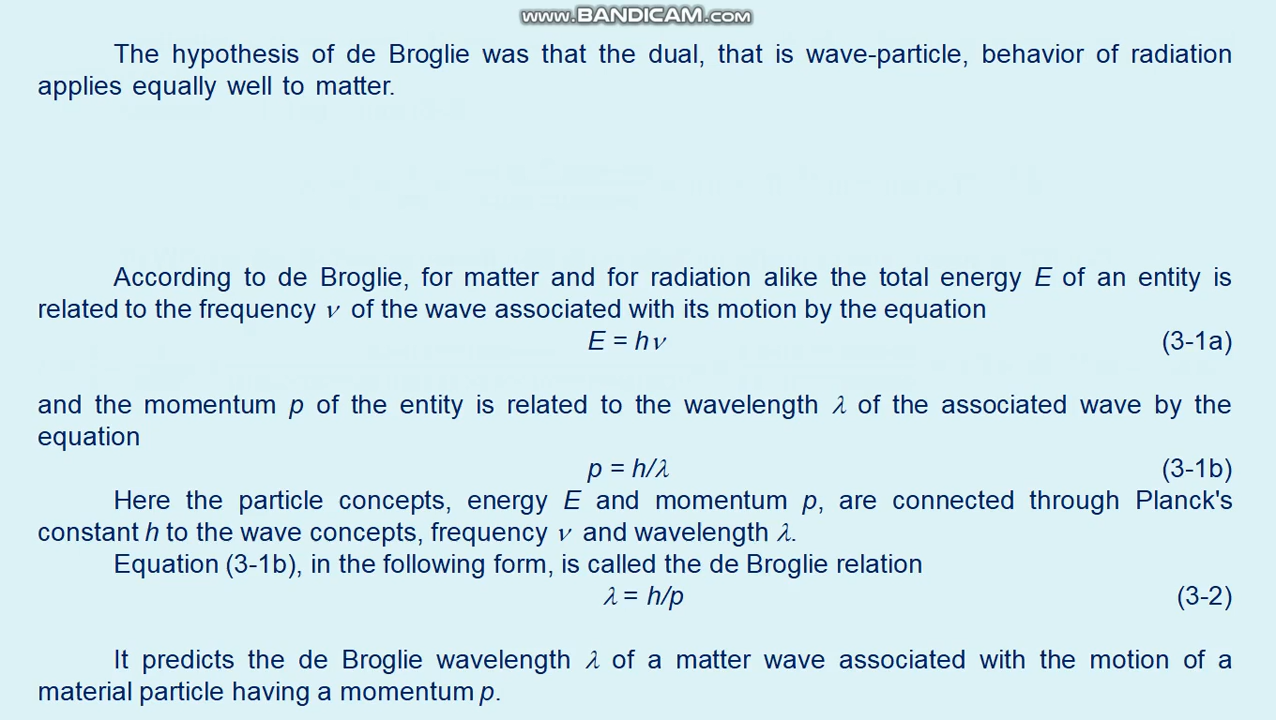 www.BANDICAM.com
The hypothesis of de Broglie was that the dual, that is wave-particle, behavior of radiation
applies equally well to matter.
According to de Broglie, for matter and for radiation alike the total energy E of an entity is
related to the frequency ν of the wave associated with its motion by the equation
E = hν (3-1a)
and the momentum p of the entity is related to the wavelength λ of the associated wave by the
equation
p = h/λ (3-1b)
Here the particle concepts, energy E and momentum p, are connected through Planck's
constant h to the wave concepts, frequency ν and wavelength λ.
Equation (3-1b), in the following form, is called the de Broglie relation
λ = h/p (3-2)
It predicts the de Broglie wavelength λ of a matter wave associated with the motion of a
material particle having a momentum p.